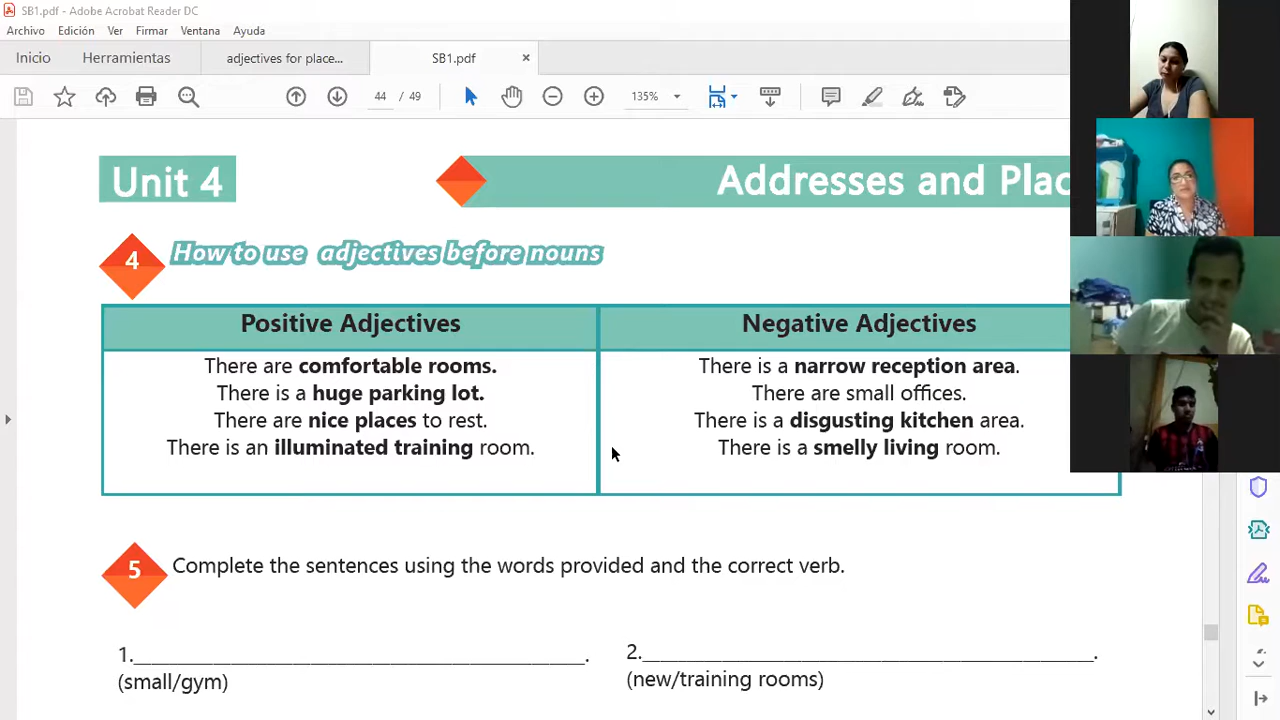 SB1.pdf - Adobe Acrobat Reader DC
Archivo Edición Ver Firmar Ventana Ayuda
Inicio Herramientas adjectives for place... SB1.pdf ×
44 / 49 135%
Unit 4 Addresses and Plac
4 How to use adjectives before nouns
Positive Adjectives
There are comfortable rooms.
There is a huge parking lot.
There are nice places to rest.
There is an illuminated training room.
Negative Adjectives
There is a narrow reception area.
There are small offices.
There is a disgusting kitchen area.
There is a smelly living room.
5 Complete the sentences using the words provided and the correct verb.
1.______________________________________________.
(small/gym)
2.______________________________________________.
(new/training rooms)